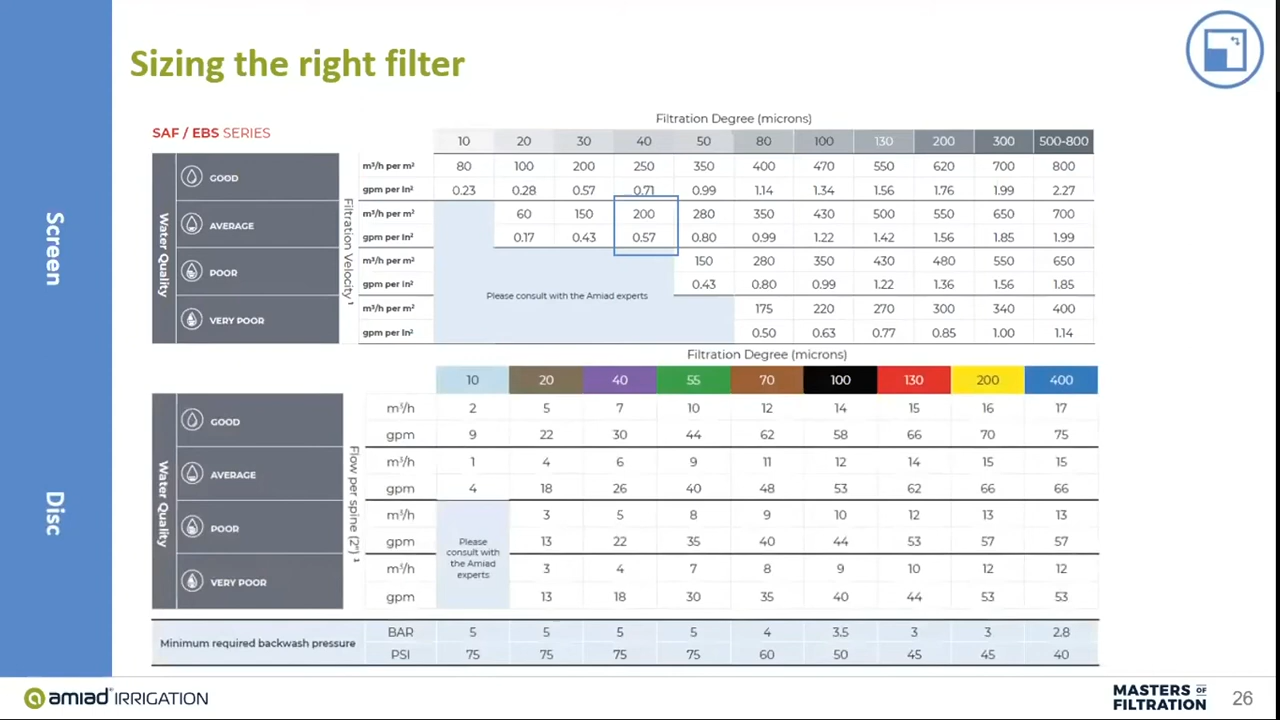 Sizing the right filter
Filtration Degree (microns)
SAF / EBS SERIES
10 20 30 40 50 80 100 130 200 300 500-800
Screen
Water Quality
Filtration Velocity ¹
GOOD
m³/h per m² 80 100 200 250 350 400 470 550 620 700 800
gpm per In² 0.23 0.28 0.57 0.71 0.99 1.14 1.34 1.56 1.76 1.99 2.27
AVERAGE
m³/h per m² 60 150 200 280 350 430 500 550 650 700
gpm per In² 0.17 0.43 0.57 0.80 0.99 1.22 1.42 1.56 1.85 1.99
POOR
m³/h per m² 150 280 350 430 480 550 650
gpm per In² 0.43 0.80 0.99 1.22 1.36 1.56 1.85
Please consult with the Amiad experts
VERY POOR
m³/h per m² 175 220 270 300 340 400
gpm per In² 0.50 0.63 0.77 0.85 1.00 1.14
Filtration Degree (microns)
10 20 40 55 70 100 130 200 400
Disc
Water Quality
Flow per spine (2") ¹
GOOD
m³/h 2 5 7 10 12 14 15 16 17
gpm 9 22 30 44 62 58 66 70 75
AVERAGE
m³/h 1 4 6 9 11 12 14 15 15
gpm 4 18 26 40 48 53 62 66 66
POOR
m³/h 3 5 8 9 10 12 13 13
gpm 13 22 35 40 44 53 57 57
Please
consult with
the Amiad
experts
VERY POOR
m³/h 3 4 7 8 9 10 12 12
gpm 13 18 30 35 40 44 53 53
Minimum required backwash pressure
BAR 5 5 5 5 4 3.5 3 3 2.8
PSI 75 75 75 75 60 50 45 45 40
amiad IRRIGATION
MASTERS OF
FILTRATION
26